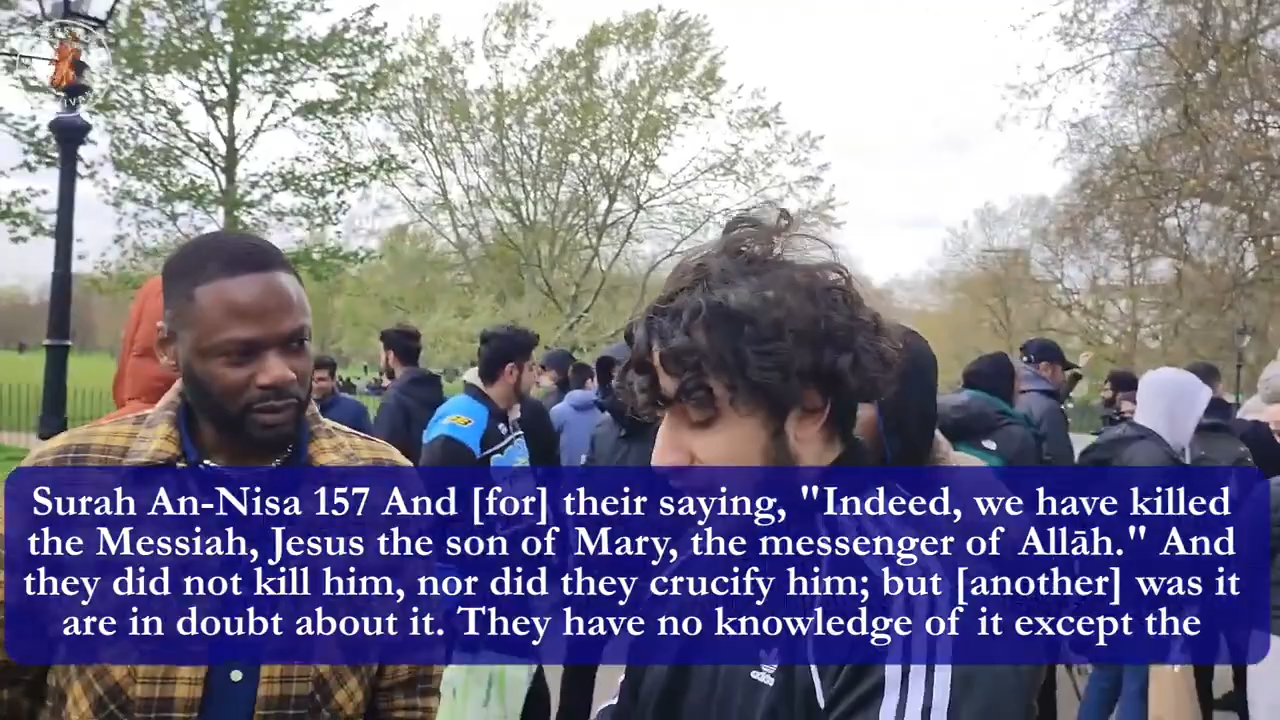 Surah An-Nisa 157 And [for] their saying, "Indeed, we have killed
the Messiah, Jesus the son of Mary, the messenger of Allāh." And
they did not kill him, nor did they crucify him; but [another] was it
are in doubt about it. They have no knowledge of it except the
adidas